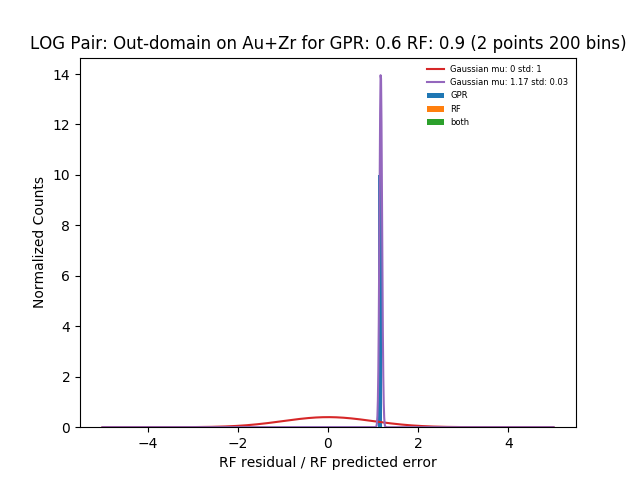 LOG Pair: Out-domain on Au+Zr for GPR: 0.6 RF: 0.9 (2 points 200 bins)
Gaussian mu: 0 std: 1
Gaussian mu: 1.17 std: 0.03
GPR
RF
both
Normalized Counts
14
12
10
8
6
4
2
0
−4
−2
0
2
4
RF residual / RF predicted error